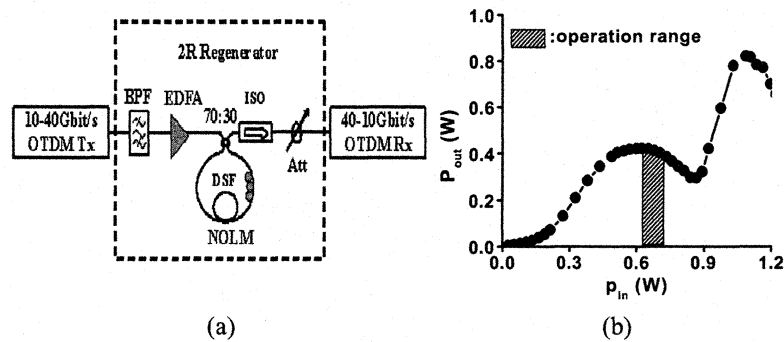 2R Regenerator
BPF
EDFA
70:30
ISO
10-40Gbit/s
OTDM Tx
40-10Gbit/s
OTDM Rx
Att
DSF
NOLM
(a)
:operation range
P out (W)
1.0
0.8
0.6
0.4
0.2
0.0
0.0 0.3 0.6 0.9 1.2
p in (W)
(b)